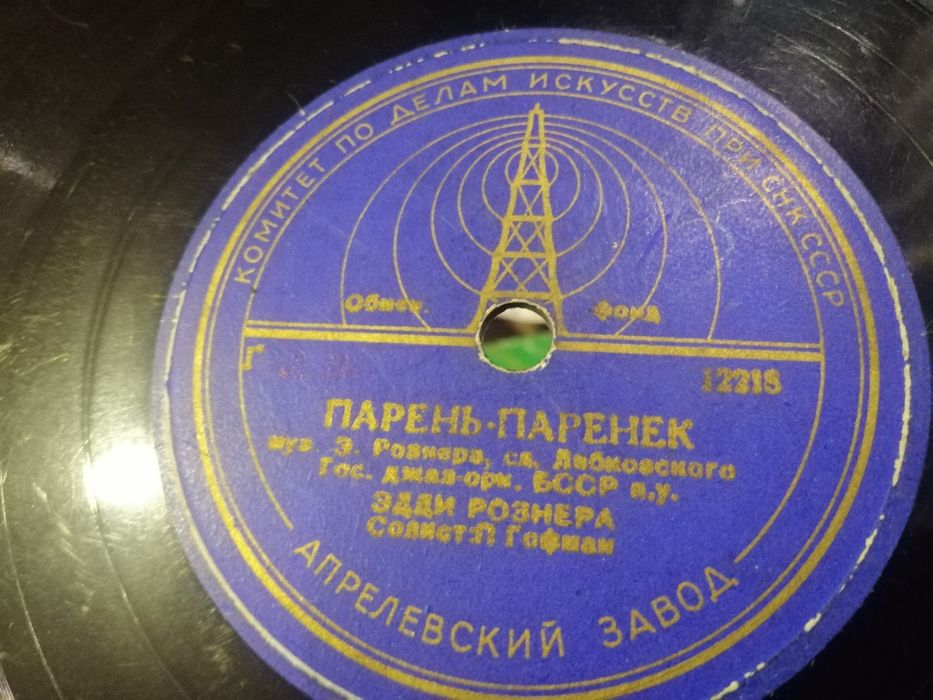 КОМИТЕТ ПО ДЕЛАМ ИСКУССТВ ПРИ СНК СССР
Обмен. фонд
Г
12218
ПАРЕНЬ-ПАРЕНЕК
муз. Э. Рознера, сл. Лабковского
Гос. джаз-орк. БССР п.у.
ЭДДИ РОЗНЕРА
Солист: П Гофман
АПРЕЛЕВСКИЙ ЗАВОД